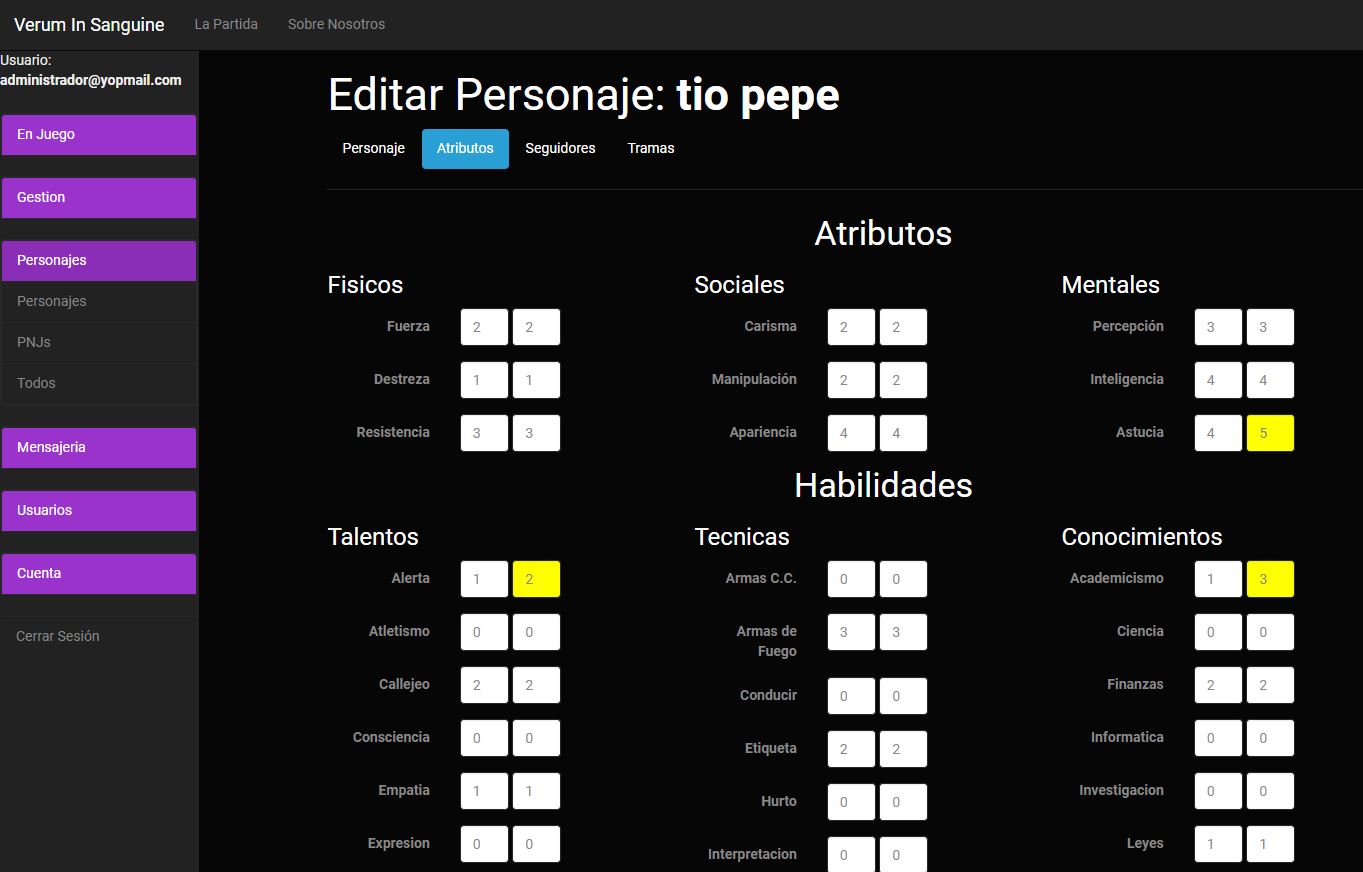 Verum In Sanguine La Partida Sobre Nosotros
Usuario:
administrador@yopmail.com
En Juego
Gestion
Personajes
Personajes
PNJs
Todos
Mensajeria
Usuarios
Cuenta
Cerrar Sesión
Editar Personaje: tio pepe
Personaje Atributos Seguidores Tramas
Atributos
Fisicos
Fuerza 2 2
Destreza 1 1
Resistencia 3 3
Sociales
Carisma 2 2
Manipulación 2 2
Apariencia 4 4
Mentales
Percepción 3 3
Inteligencia 4 4
Astucia 4 5
Habilidades
Talentos
Alerta 1 2
Atletismo 0 0
Callejeo 2 2
Consciencia 0 0
Empatia 1 1
Expresion 0 0
Tecnicas
Armas C.C. 0 0
Armas de 3 3
Fuego
Conducir 0 0
Etiqueta 2 2
Hurto 0 0
Interpretacion 0 0
Conocimientos
Academicismo 1 3
Ciencia 0 0
Finanzas 2 2
Informatica 0 0
Investigacion 0 0
Leyes 1 1